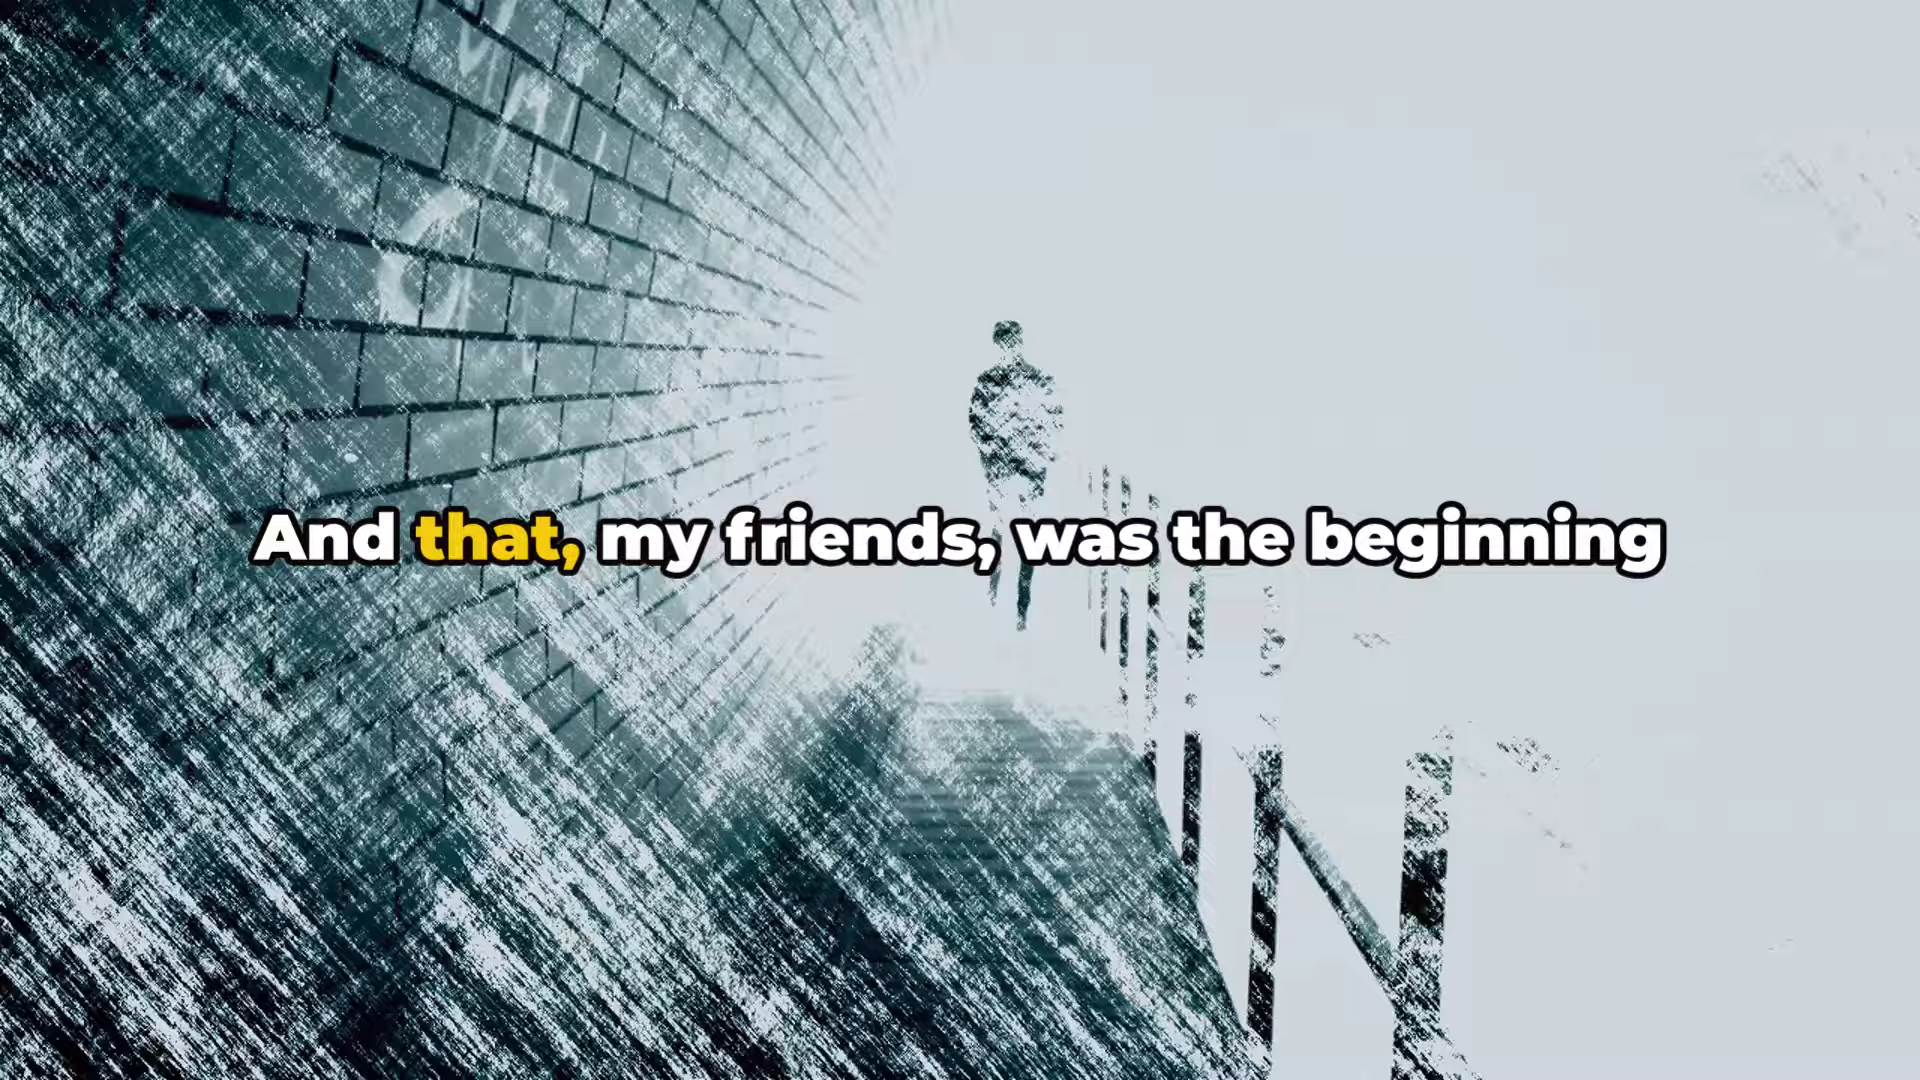 And that, my friends, was the beginning